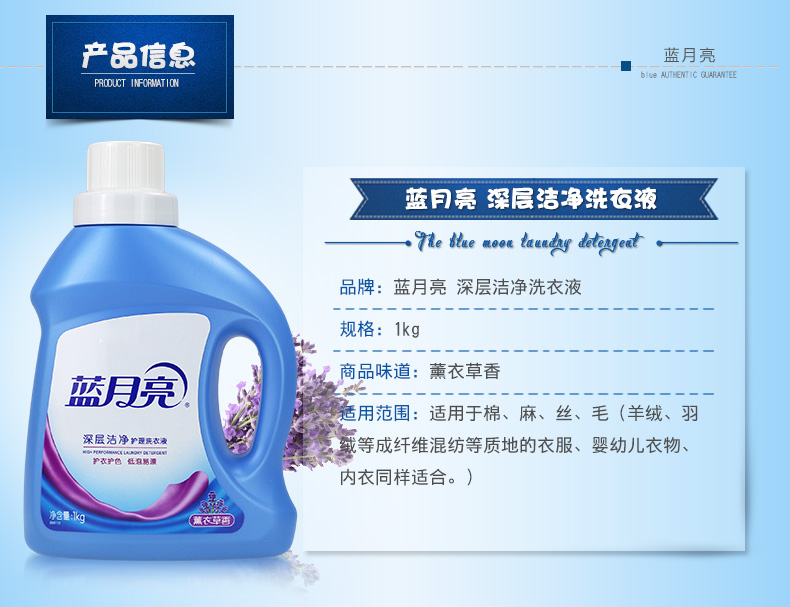 产品信息
PRODUCT INFORMATION
蓝月亮
blue AUTHENTIC GUARANTEE
蓝月亮 深层洁净洗衣液
The blue moon laundry detergent
品牌：蓝月亮 深层洁净洗衣液
规格：1kg
商品味道：薰衣草香
适用范围：适用于棉、麻、丝、毛（羊绒、羽
绒等成纤维混纺等质地的衣服、婴幼儿衣物、
内衣同样适合。）
蓝月亮®
深层洁净护理洗衣液
HIGH PERFORMANCE LAUNDRY DETERGENT
护衣护色 低泡易漂
净含量:1kg
薰衣草香